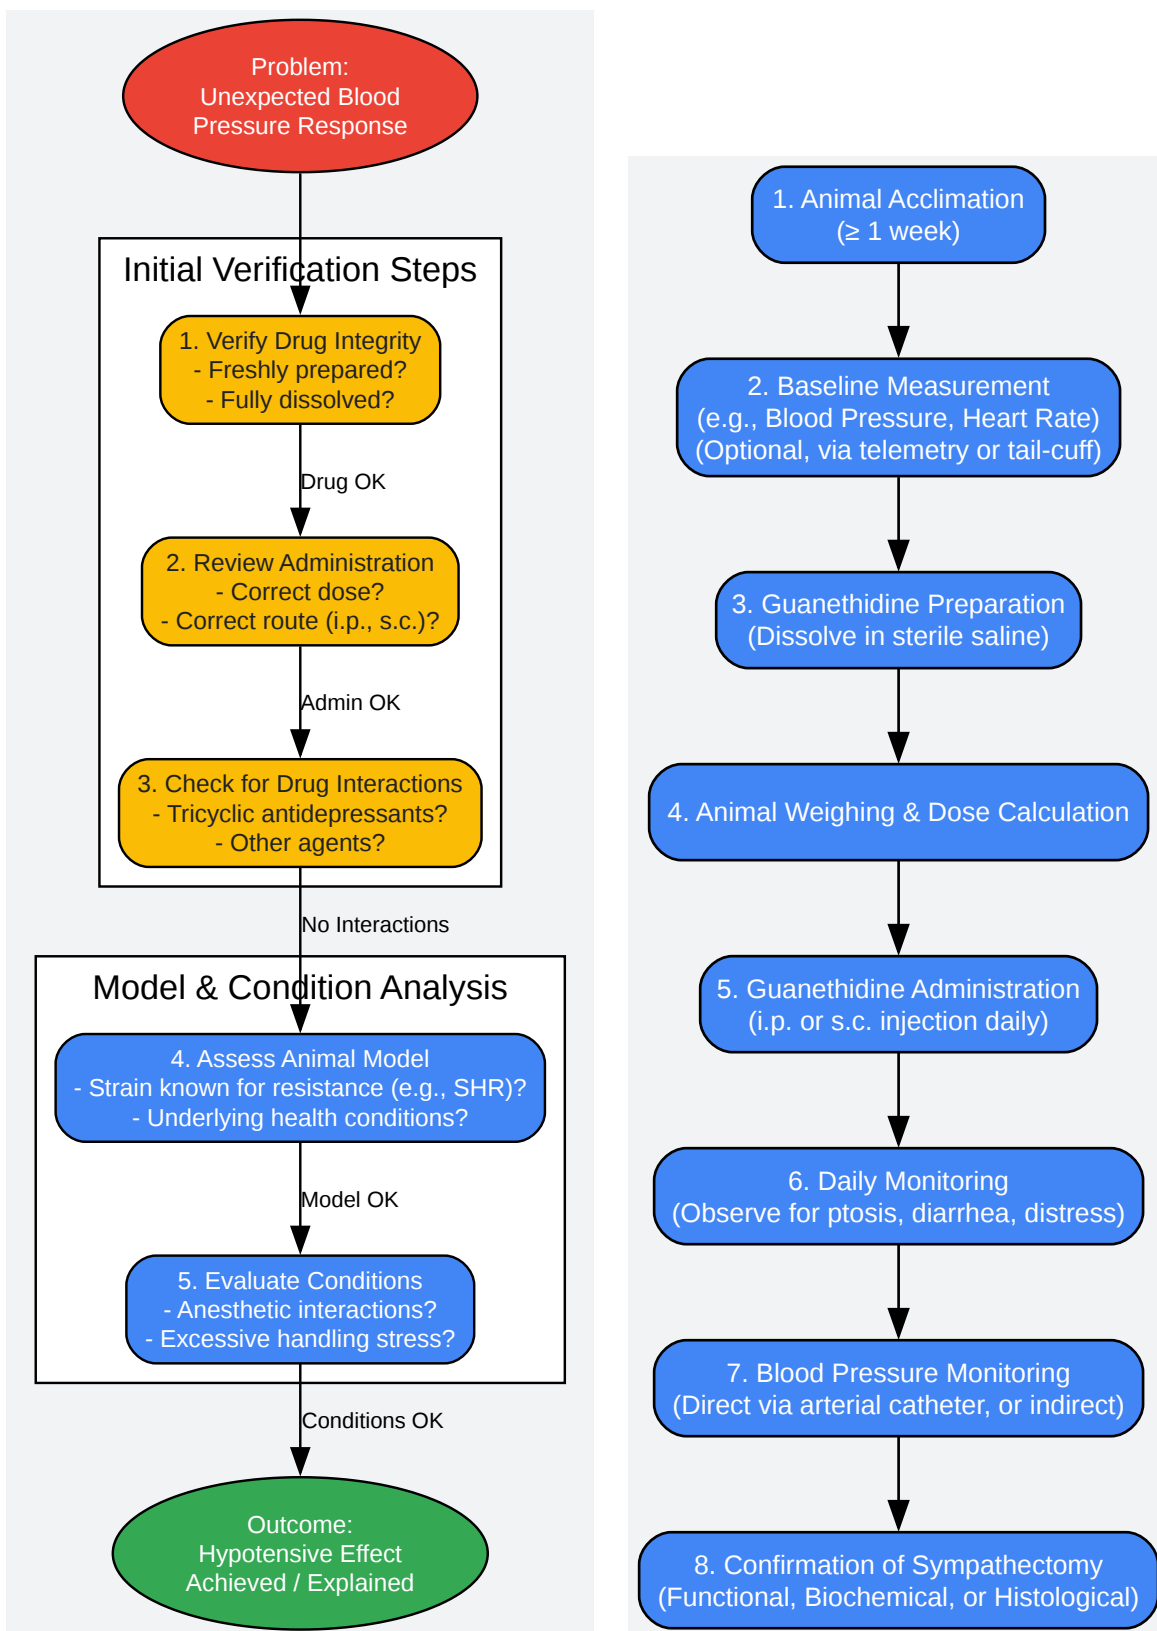 Problem:
Unexpected Blood
Pressure Response
Initial Verification Steps
1. Verify Drug Integrity
- Freshly prepared?
- Fully dissolved?
Drug OK
2. Review Administration
- Correct dose?
- Correct route (i.p., s.c.)?
Admin OK
3. Check for Drug Interactions
- Tricyclic antidepressants?
- Other agents?
No Interactions
Model & Condition Analysis
4. Assess Animal Model
- Strain known for resistance (e.g., SHR)?
- Underlying health conditions?
Model OK
5. Evaluate Conditions
- Anesthetic interactions?
- Excessive handling stress?
Conditions OK
Outcome:
Hypotensive Effect
Achieved / Explained
1. Animal Acclimation
(≥ 1 week)
2. Baseline Measurement
(e.g., Blood Pressure, Heart Rate)
(Optional, via telemetry or tail-cuff)
3. Guanethidine Preparation
(Dissolve in sterile saline)
4. Animal Weighing & Dose Calculation
5. Guanethidine Administration
(i.p. or s.c. injection daily)
6. Daily Monitoring
(Observe for ptosis, diarrhea, distress)
7. Blood Pressure Monitoring
(Direct via arterial catheter, or indirect)
8. Confirmation of Sympathectomy
(Functional, Biochemical, or Histological)